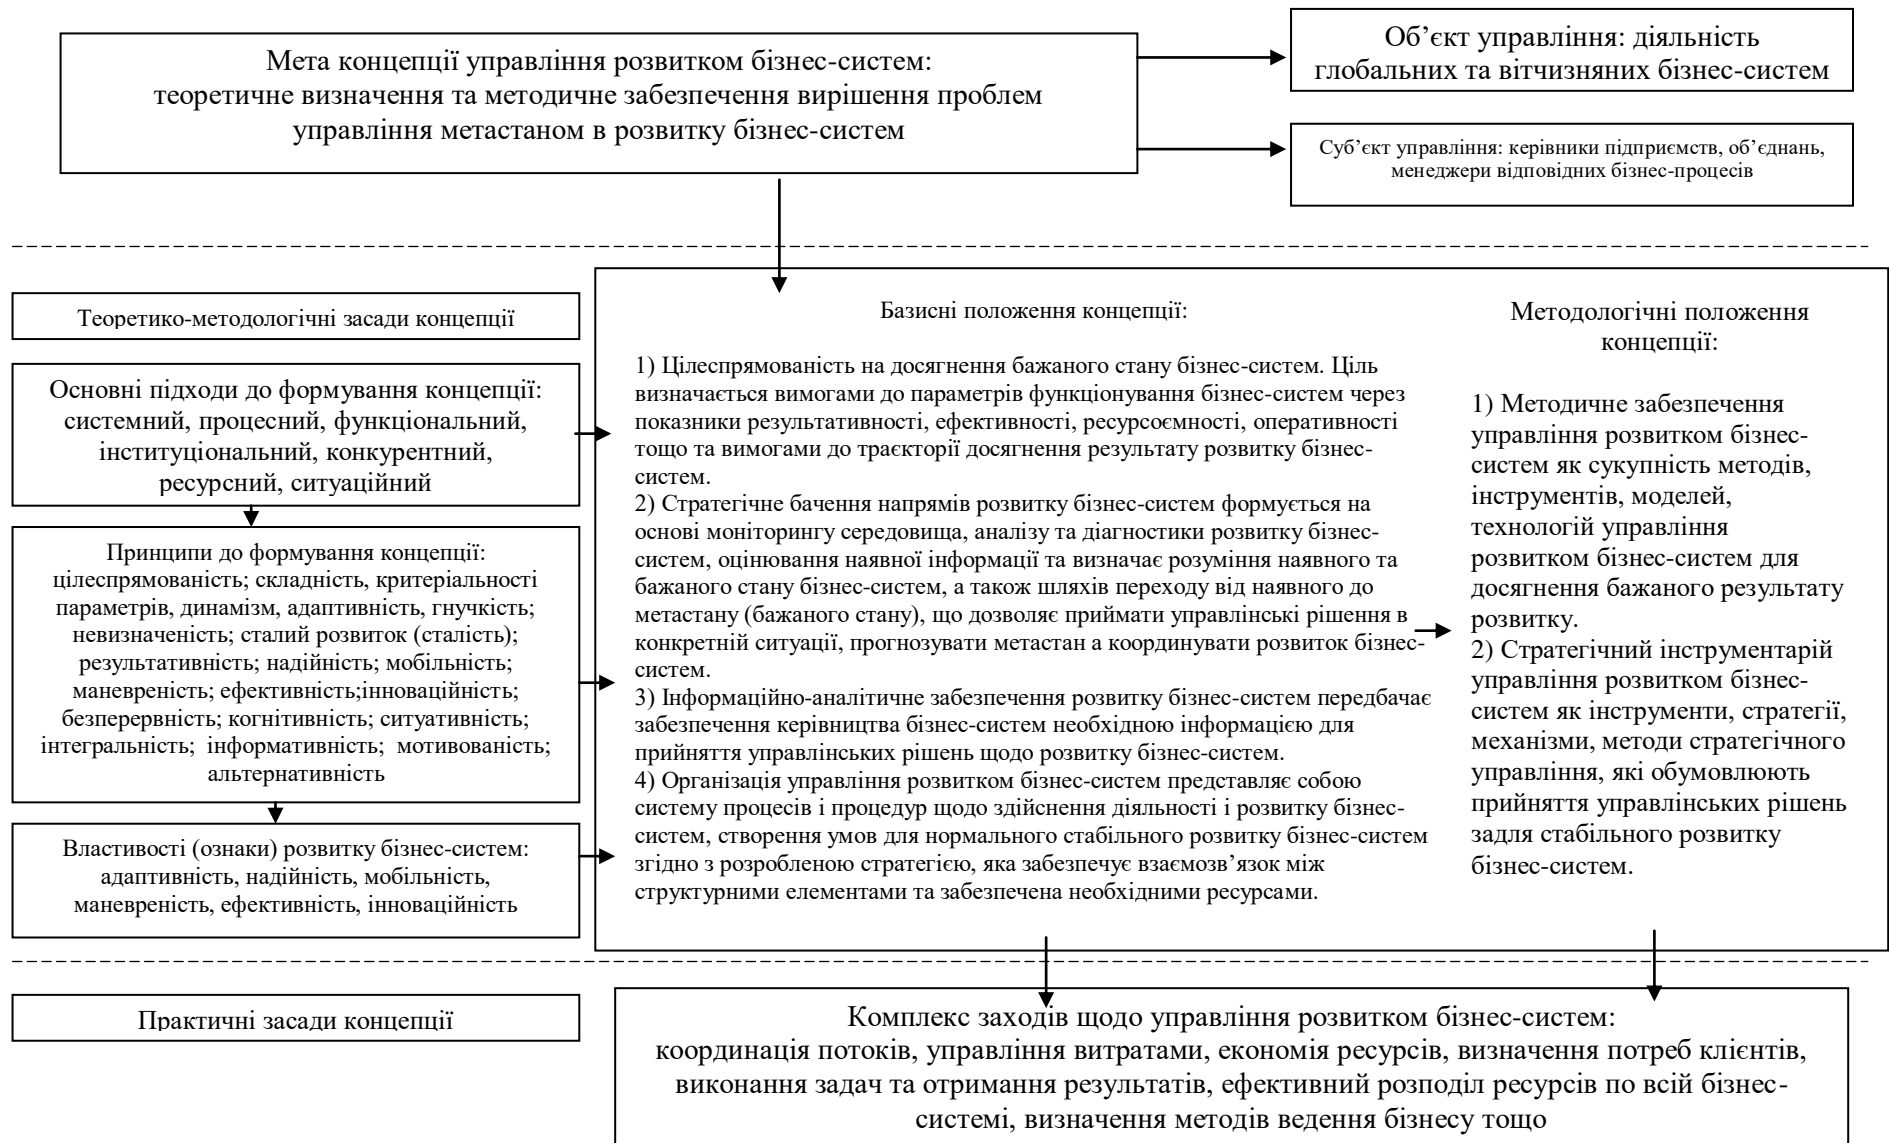 Мета концепції управління розвитком бізнес-систем:
теоретичне визначення та методичне забезпечення вирішення проблем
управління метастаном в розвитку бізнес-систем
Об’єкт управління: діяльність
глобальних та вітчизняних бізнес-систем
Суб’єкт управління: керівники підприємств, об’єднань,
менеджери відповідних бізнес-процесів
Теоретико-методологічні засади концепції
Основні підходи до формування концепції:
системний, процесний, функціональний,
інституціональний, конкурентний,
ресурсний, ситуаційний
Принципи до формування концепції:
цілеспрямованість; складність, критеріальності
параметрів, динамізм, адаптивність, гнучкість;
невизначеність; сталий розвиток (сталість);
результативність; надійність; мобільність;
маневреність; ефективність;інноваційність;
безперервність; когнітивність; ситуативність;
інтегральність; інформативність; мотивованість;
альтернативність
Властивості (ознаки) розвитку бізнес-систем:
адаптивність, надійність, мобільність,
маневреність, ефективність, інноваційність
Базисні положення концепції:
1) Цілеспрямованість на досягнення бажаного стану бізнес-систем. Ціль
визначається вимогами до параметрів функціонування бізнес-систем через
показники результативності, ефективності, ресурсоємності, оперативності
тощо та вимогами до траєкторії досягнення результату розвитку бізнес-
систем.
2) Стратегічне бачення напрямів розвитку бізнес-систем формується на
основі моніторингу середовища, аналізу та діагностики розвитку бізнес-
систем, оцінювання наявної інформації та визначає розуміння наявного та
бажаного стану бізнес-систем, а також шляхів переходу від наявного до
метастану (бажаного стану), що дозволяє приймати управлінські рішення в
конкретній ситуації, прогнозувати метастан а координувати розвиток бізнес-
систем.
3) Інформаційно-аналітичне забезпечення розвитку бізнес-систем передбачає
забезпечення керівництва бізнес-систем необхідною інформацією для
прийняття управлінських рішень щодо розвитку бізнес-систем.
4) Організація управління розвитком бізнес-систем представляє собою
систему процесів і процедур щодо здійснення діяльності і розвитку бізнес-
систем, створення умов для нормального стабільного розвитку бізнес-систем
згідно з розробленою стратегією, яка забезпечує взаємозв’язок між
структурними елементами та забезпечена необхідними ресурсами.
Методологічні положення
концепції:
1) Методичне забезпечення
управління розвитком бізнес-
систем як сукупність методів,
інструментів, моделей,
технологій управління
розвитком бізнес-систем для
досягнення бажаного результату
розвитку.
2) Стратегічний інструментарій
управління розвитком бізнес-
систем як інструменти, стратегії,
механізми, методи стратегічного
управління, які обумовлюють
прийняття управлінських рішень
задля стабільного розвитку
бізнес-систем.
Практичні засади концепції
Комплекс заходів щодо управління розвитком бізнес-систем:
координація потоків, управління витратами, економія ресурсів, визначення потреб клієнтів,
виконання задач та отримання результатів, ефективний розподіл ресурсів по всій бізнес-
системі, визначення методів ведення бізнесу тощо